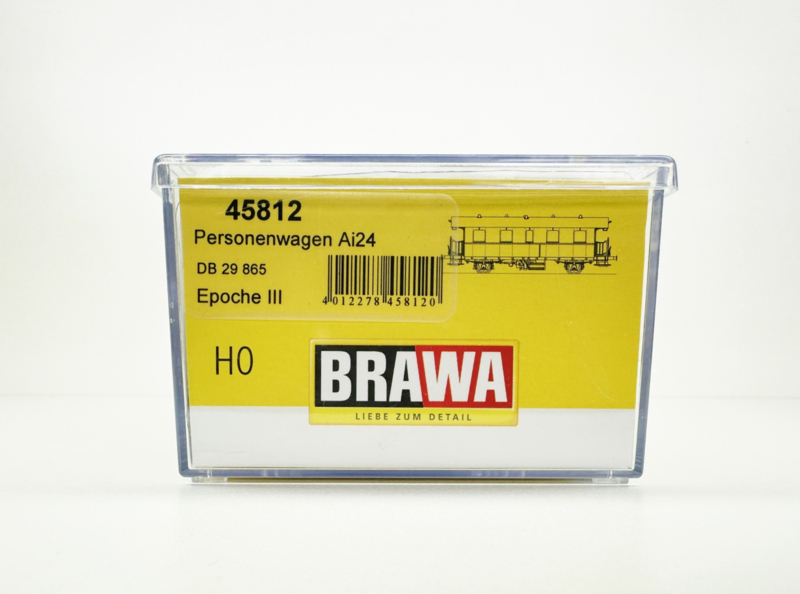 45812
Personenwagen Ai24
DB 29 865
Epoche III
4 012278 458120
H0
BRAWA
LIEBE ZUM DETAIL